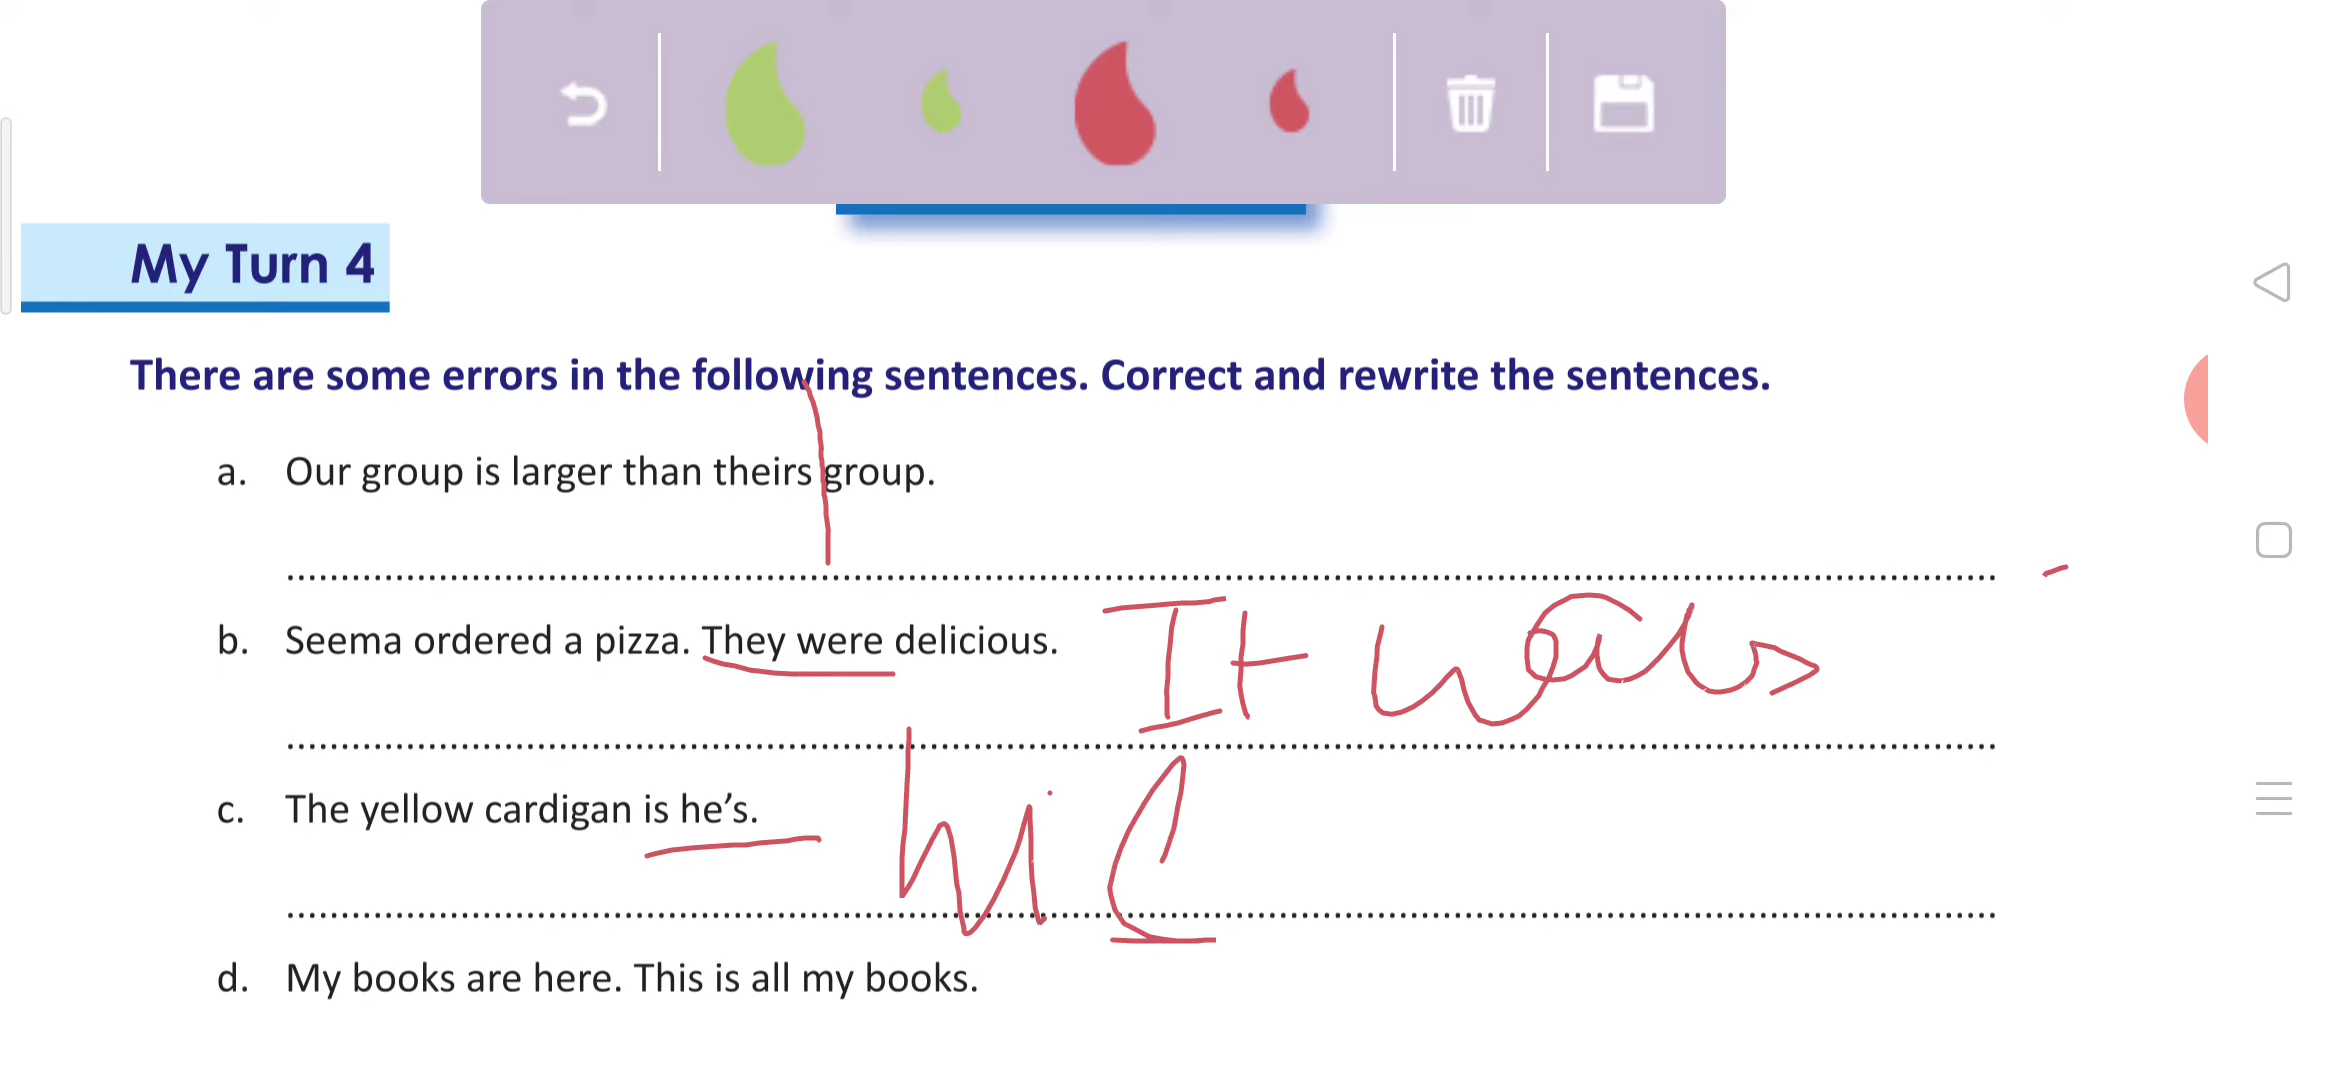 My Turn 4
There are some errors in the following sentences. Correct and rewrite the sentences.
a. Our group is larger than theirs group.
b. Seema ordered a pizza. They were delicious. It was
c. The yellow cardigan is he's. his
d. My books are here. This is all my books.